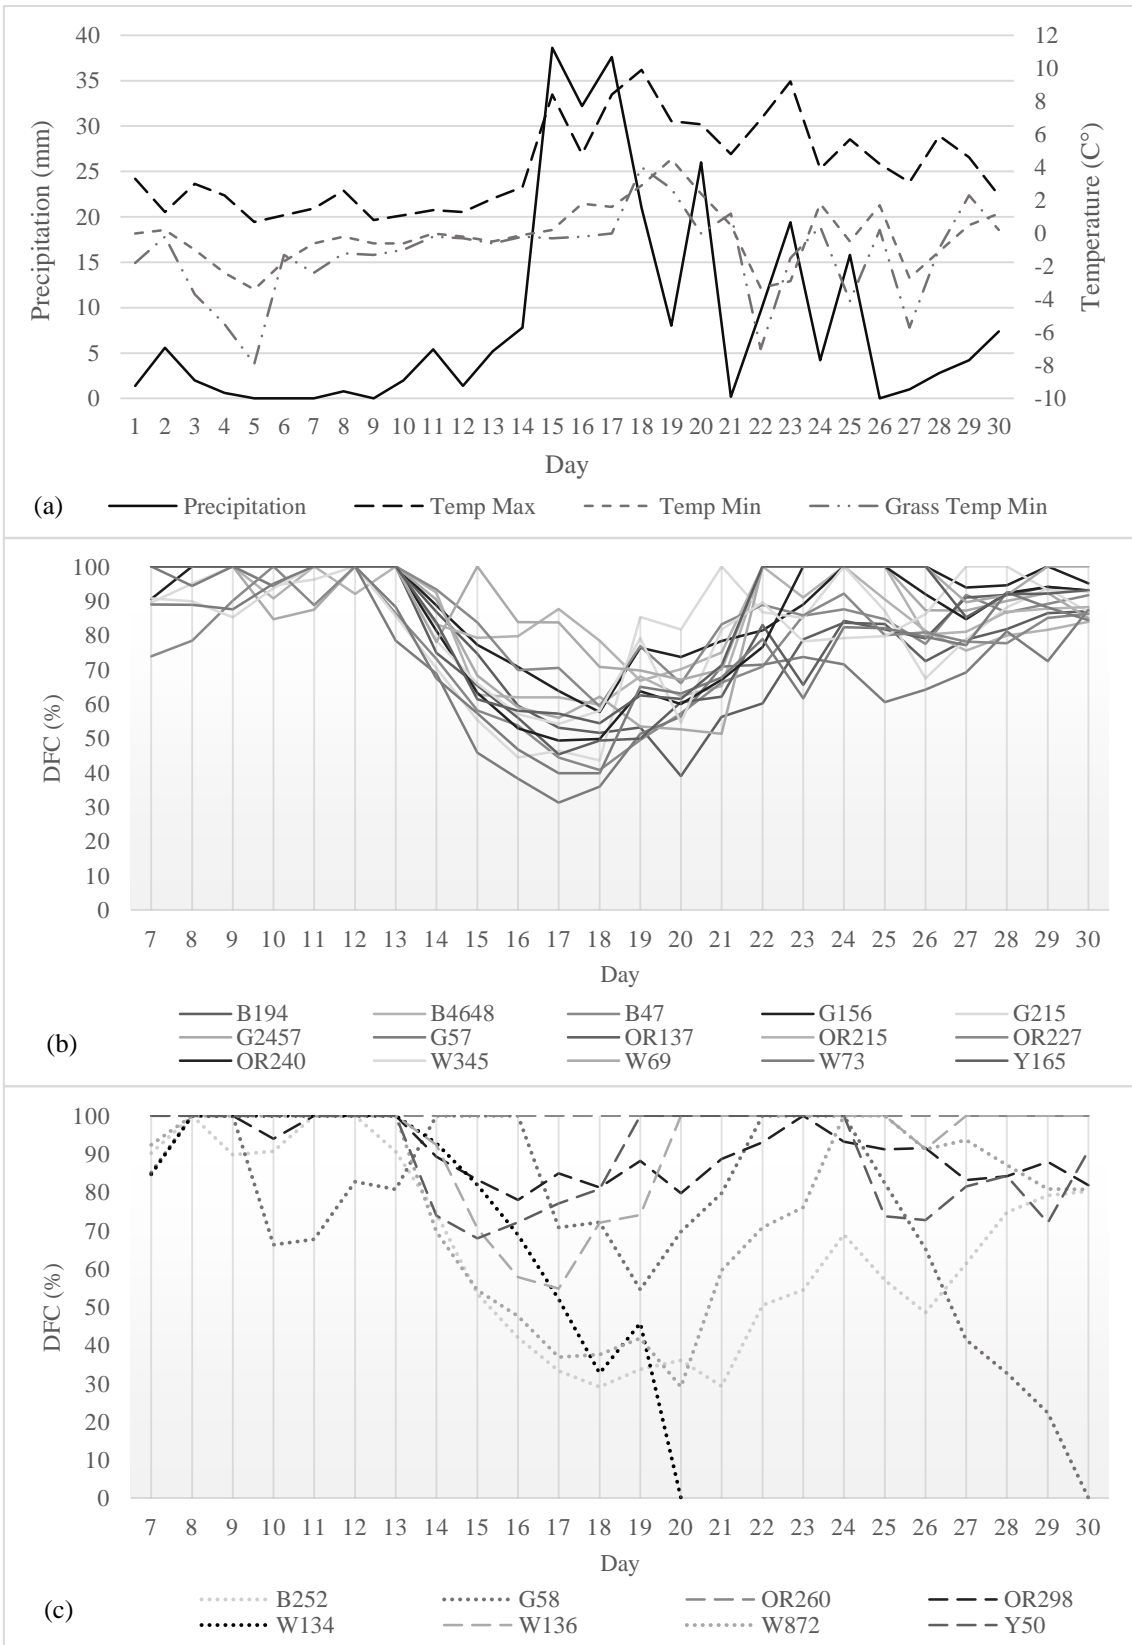 40
35
30
25
20
15
10
5
0
Precipitation (mm)
12
10
8
6
4
2
0
-2
-4
-6
-8
-10
Temperature (C°)
1 2 3 4 5 6 7 8 9 10 11 12 13 14 15 16 17 18 19 20 21 22 23 24 25 26 27 28 29 30
Day
(a) Precipitation Temp Max Temp Min Grass Temp Min
100
90
80
70
60
50
40
30
20
10
0
DFC (%)
7 8 9 10 11 12 13 14 15 16 17 18 19 20 21 22 23 24 25 26 27 28 29 30
Day
B194 B4648 B47 G156 G215
G2457 G57 OR137 OR215 OR227
OR240 W345 W69 W73 Y165
(b)
100
90
80
70
60
50
40
30
20
10
0
DFC (%)
7 8 9 10 11 12 13 14 15 16 17 18 19 20 21 22 23 24 25 26 27 28 29 30
Day
B252 G58 OR260 OR298
W134 W136 W872 Y50
(c)